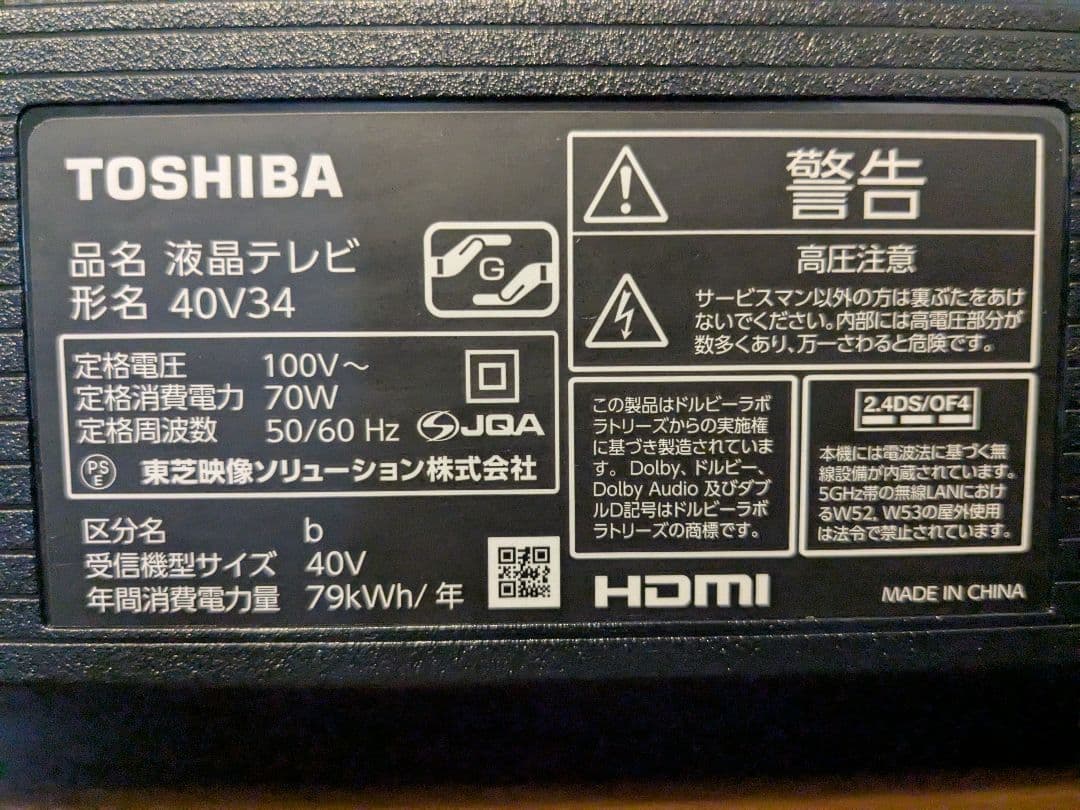 TOSHIBA
品名 液晶テレビ
形名 40V34
G
定格電圧 100V～
定格消費電力 70W
定格周波数 50/60 Hz
JQA
PS
E
東芝映像ソリューション株式会社
区分名 b
受信機型サイズ 40V
年間消費電力量 79kWh/年
警告
高圧注意
サービスマン以外の方は裏ぶたをあけ
ないでください。内部には高電圧部分が
数多くあり、万一さわると危険です。
この製品はドルビーラボ
ラトリーズからの実施権
に基づき製造されていま
す。Dolby、ドルビー、
Dolby Audio 及びダブ
ルD記号はドルビーラボ
ラトリーズの商標です。
2.4DS/OF4
本機には電波法に基づく無
線設備が内蔵されています。
5GHz帯の無線LANにおけ
るW52、W53の屋外使用
は法令で禁止されています。
HDMI
MADE IN CHINA